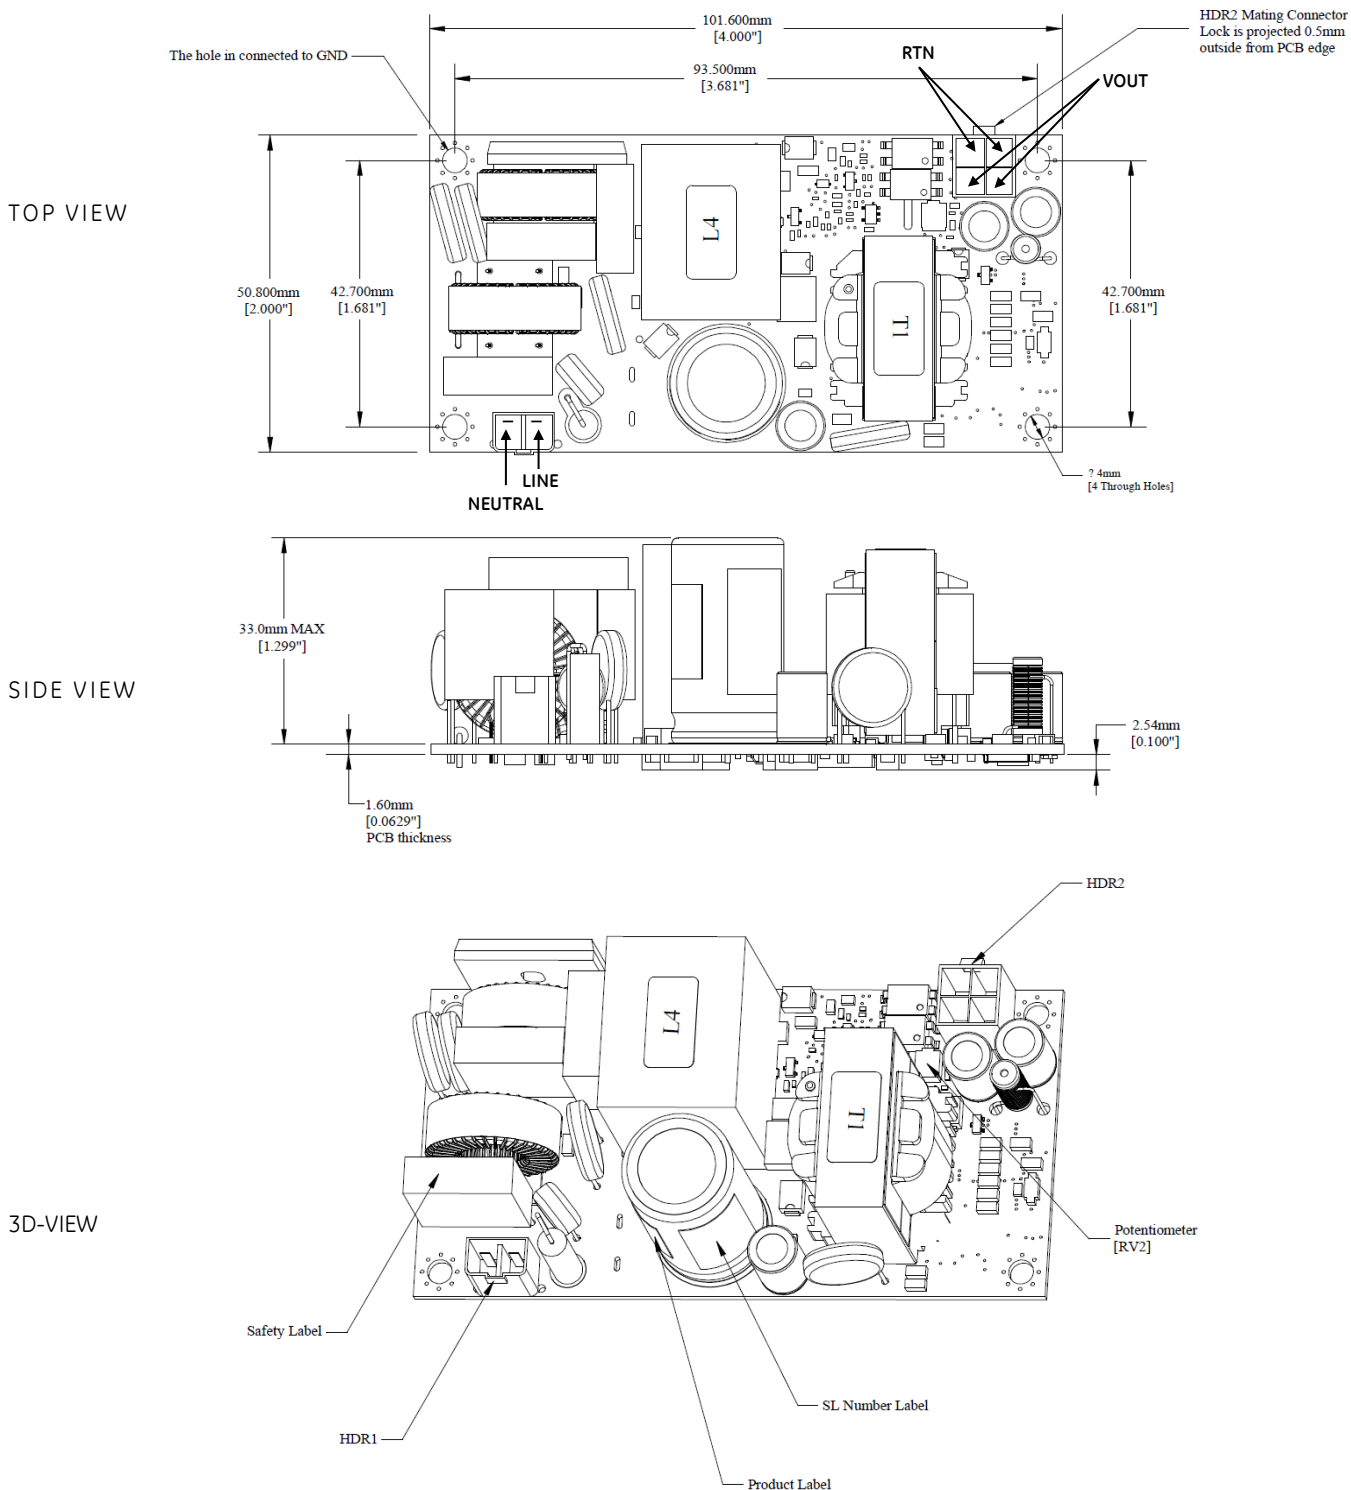 101.600mm
[4.000"]
HDR2 Mating Connector
Lock is projected 0.5mm
outside from PCB edge
The hole in connected to GND
93.500mm
[3.681"]
RTN
VOUT
TOP VIEW
L4
T1
50.800mm
[2.000"]
42.700mm
[1.681"]
42.700mm
[1.681"]
LINE
NEUTRAL
? 4mm
[4 Through Holes]
33.0mm MAX
[1.299"]
SIDE VIEW
2.54mm
[0.100"]
1.60mm
[0.0629"]
PCB thickness
HDR2
L4
T1
3D-VIEW
Potentiometer
[RV2]
Safety Label
SL Number Label
HDR1
Product Label